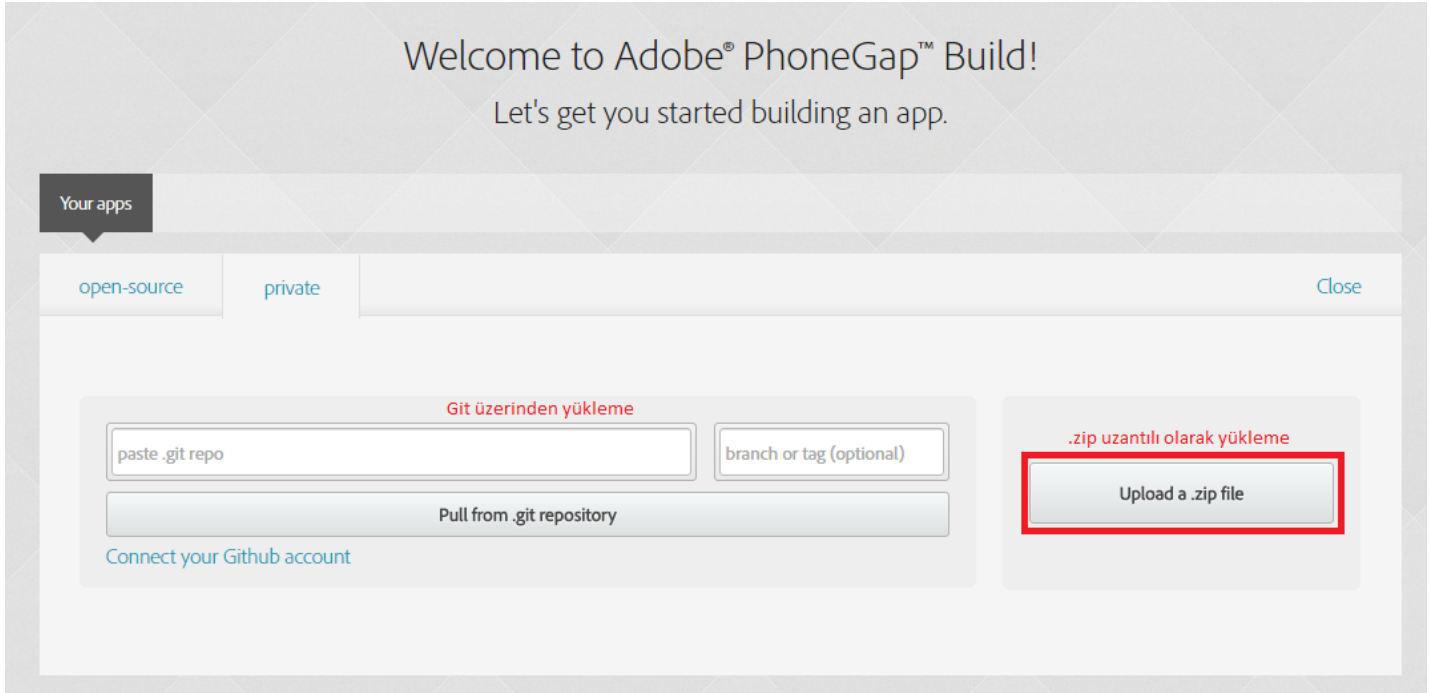 Welcome to Adobe® PhoneGap™ Build!
Let's get you started building an app.
Your apps
open-source
private
Close
Git üzerinden yükleme
paste .git repo
branch or tag (optional)
Pull from .git repository
Connect your Github account
.zip uzantılı olarak yükleme
Upload a .zip file